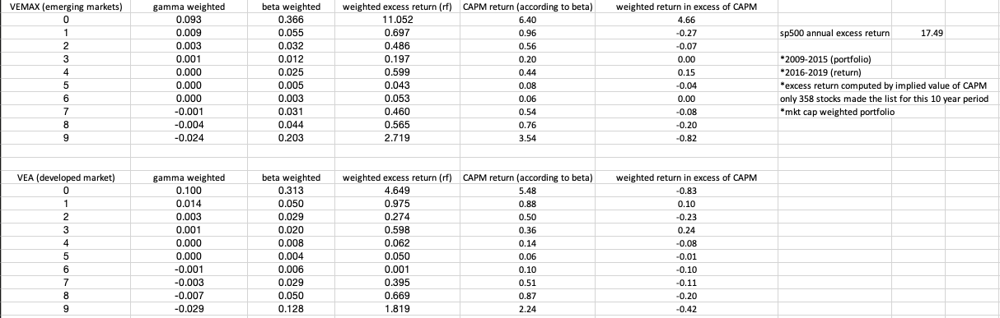 VEMAX (emerging markets) gamma weighted beta weighted weighted excess return (rf) CAPM return (according to beta) weighted return in excess of CAPM
0 0.093 0.366 11.052 6.40 4.66
1 0.009 0.055 0.697 0.96 -0.27 sp500 annual excess return 17.49
2 0.003 0.032 0.486 0.56 -0.07
3 0.001 0.012 0.197 0.20 0.00 *2009-2015 (portfolio)
4 0.000 0.025 0.599 0.44 0.15 *2016-2019 (return)
5 0.000 0.005 0.043 0.08 -0.04 *excess return computed by implied value of CAPM
6 0.000 0.003 0.053 0.06 0.00 only 358 stocks made the list for this 10 year period
7 -0.001 0.031 0.460 0.54 -0.08 *mkt cap weighted portfolio
8 -0.004 0.044 0.565 0.76 -0.20
9 -0.024 0.203 2.719 3.54 -0.82
VEA (developed market) gamma weighted beta weighted weighted excess return (rf) CAPM return (according to beta) weighted return in excess of CAPM
0 0.100 0.313 4.649 5.48 -0.83
1 0.014 0.050 0.975 0.88 0.10
2 0.003 0.029 0.274 0.50 -0.23
3 0.001 0.020 0.598 0.36 0.24
4 0.000 0.008 0.062 0.14 -0.08
5 0.000 0.004 0.050 0.06 -0.01
6 -0.001 0.006 0.001 0.10 -0.10
7 -0.003 0.029 0.395 0.51 -0.11
8 -0.007 0.050 0.669 0.87 -0.20
9 -0.029 0.128 1.819 2.24 -0.42